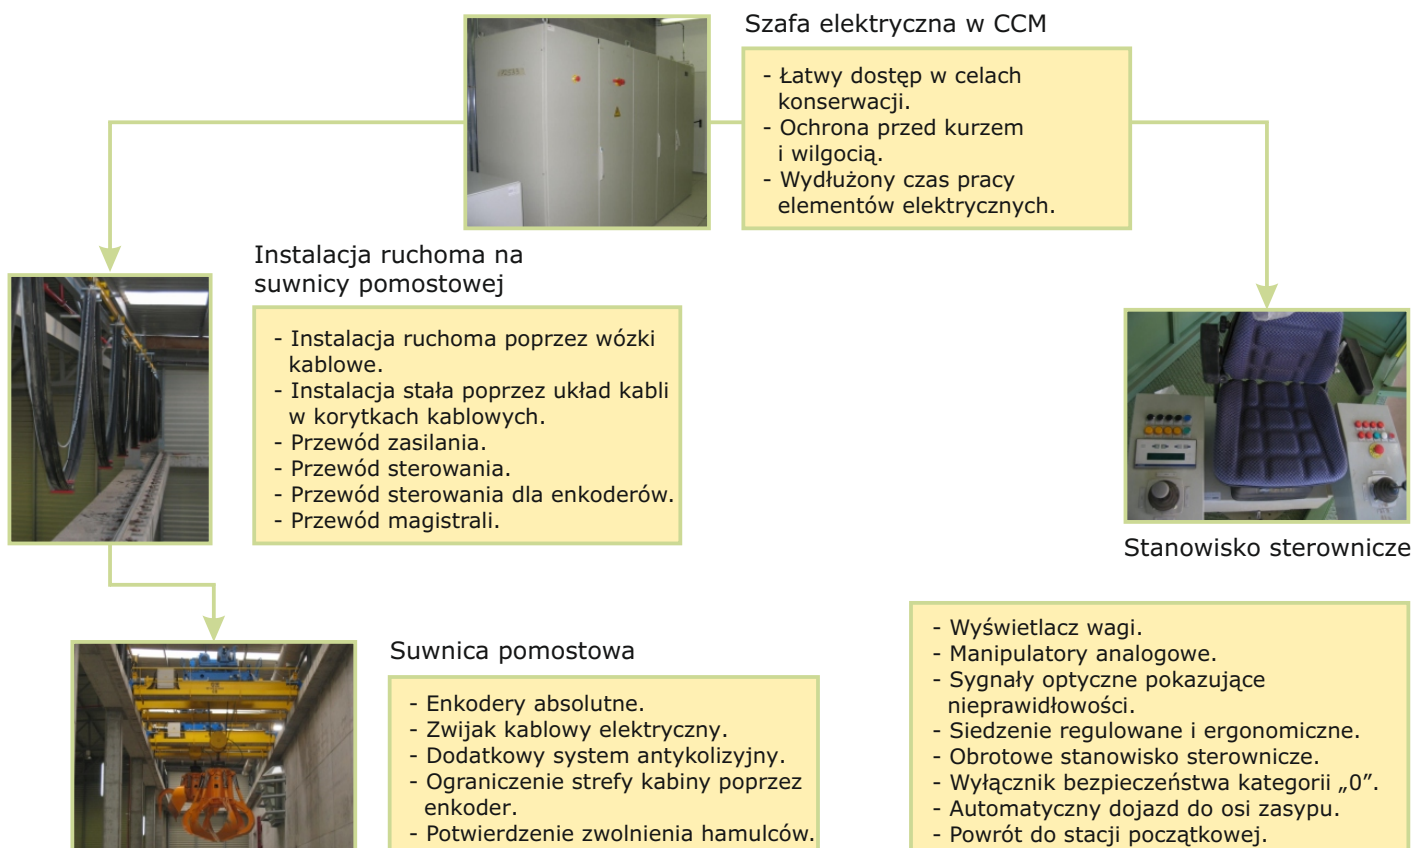 Szafa elektryczna w CCM
- Łatwy dostęp w celach
konserwacji.
- Ochrona przed kurzem
i wilgocią.
- Wydłużony czas pracy
elementów elektrycznych.
Instalacja ruchoma na
suwnicy pomostowej
- Instalacja ruchoma poprzez wózki
kablowe.
- Instalacja stała poprzez układ kabli
w korytkach kablowych.
- Przewód zasilania.
- Przewód sterowania.
- Przewód sterowania dla enkoderów.
- Przewód magistrali.
Stanowisko sterownicze
- Wyświetlacz wagi.
- Manipulatory analogowe.
- Sygnały optyczne pokazujące
nieprawidłowości.
- Siedzenie regulowane i ergonomiczne.
- Obrotowe stanowisko sterownicze.
- Wyłącznik bezpieczeństwa kategorii „0”.
- Automatyczny dojazd do osi zasypu.
- Powrót do stacji początkowej.
Suwnica pomostowa
- Enkodery absolutne.
- Zwijak kablowy elektryczny.
- Dodatkowy system antykolizyjny.
- Ograniczenie strefy kabiny poprzez
enkoder.
- Potwierdzenie zwolnienia hamulców.